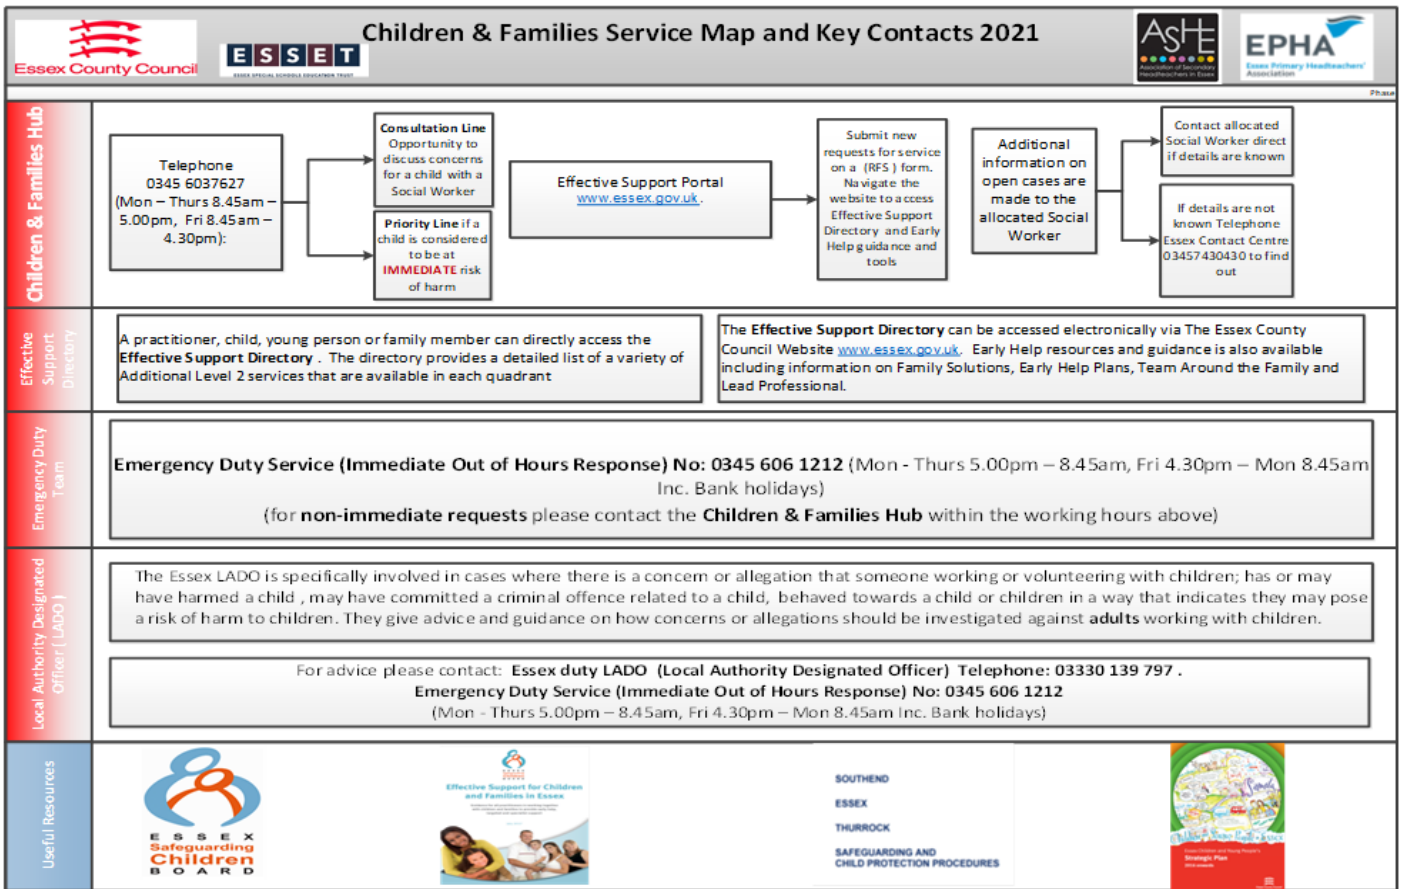 Children & Families Service Map and Key Contacts 2021
Essex County Council
ESSET
ESSEX SPECIAL SCHOOLS EDUCATION TRUST
ASHE
Association of Secondary
Headteachers in Essex
EPHA
Essex Primary Headteachers'
Association
Phase
Children & Families Hub
Telephone
0345 6037627
(Mon – Thurs 8.45am –
5.00pm,  Fri 8.45am –
4.30pm):
Consultation Line
Opportunity to
discuss concerns
for a child with a
Social Worker
Priority Line if a
child is considered
to be at
IMMEDIATE risk
of harm
Effective Support Portal
www.essex.gov.uk .
Submit new
requests for service
on a  (RFS ) form.
Navigate the
website to access
Effective Support
Directory  and Early
Help guidance and
tools
Additional
information on
open cases are
made to the
allocated Social
Worker
Contact allocated
Social Worker direct
if details are known
If details are not
known Telephone
Essex Contact Centre
03457430430 to find
out
Effective
Support
Directory
A practitioner, child, young person or family member can directly access the
Effective Support Directory .  The directory provides a detailed list of a variety of
Additional Level 2 services that are available in each quadrant
The Effective Support Directory can be accessed electronically via The Essex County
Council Website www.essex.gov.uk.  Early Help resources and guidance is also available
including information on Family Solutions, Early Help Plans, Team Around the Family and
Lead Professional.
Emergency Duty
Team
Emergency Duty Service (Immediate Out of Hours Response) No: 0345 606 1212 (Mon - Thurs 5.00pm – 8.45am, Fri 4.30pm – Mon 8.45am
Inc. Bank holidays)
(for non-immediate requests please contact the Children & Families Hub within the working hours above)
Local Authority Designated
Officer ( LADO )
The Essex LADO is specifically involved in cases where there is a concern or allegation that someone working or volunteering with children; has or may
have harmed a child , may have committed a criminal offence related to a child,  behaved towards a child or children in a way that indicates they may pose
a risk of harm to children. They give advice and guidance on how concerns or allegations should be investigated against adults working with children.
For advice please contact:  Essex duty LADO  (Local Authority Designated Officer)  Telephone: 03330 139 797 .
Emergency Duty Service (Immediate Out of Hours Response) No: 0345 606 1212
(Mon - Thurs 5.00pm – 8.45am, Fri 4.30pm – Mon 8.45am Inc. Bank holidays)
Useful Resources
ESSEX
Safeguarding
Children
BOARD
Effective Support for Children
and Families in Essex
SOUTHEND
ESSEX
THURROCK
SAFEGUARDING AND
CHILD PROTECTION PROCEDURES
Essex Children and Young People's
Strategic Plan